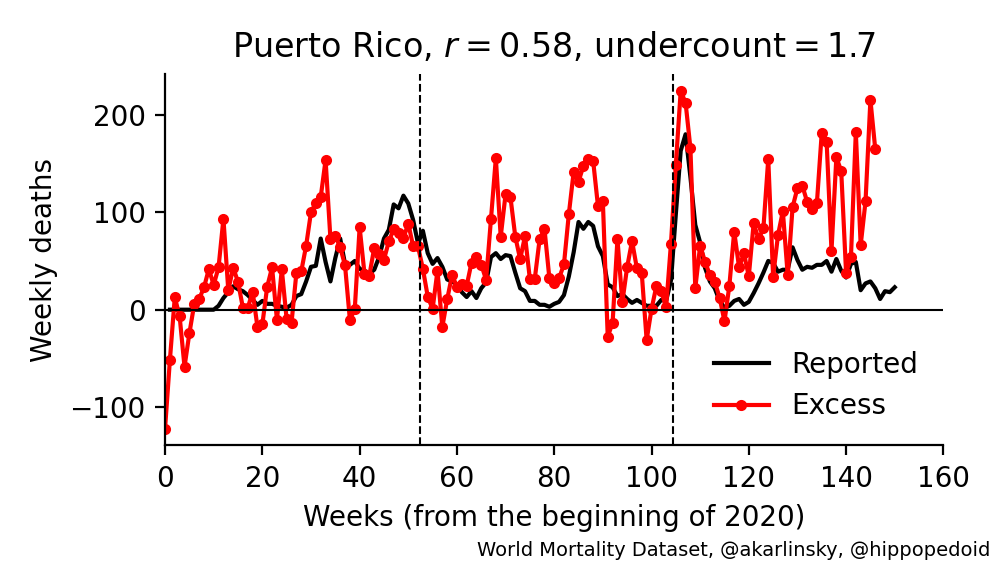 Puerto Rico, r = 0.58, undercount = 1.7
Weekly deaths
200
100
0
−100
Reported
Excess
0 20 40 60 80 100 120 140 160
Weeks (from the beginning of 2020)
World Mortality Dataset, @akarlinsky, @hippopedoid